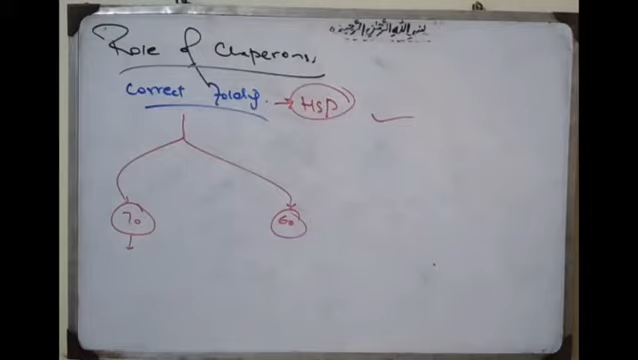 بسم الله الرحمن الرحيم
Role of Chaperons,
Correct Folding. → HSP
70 60